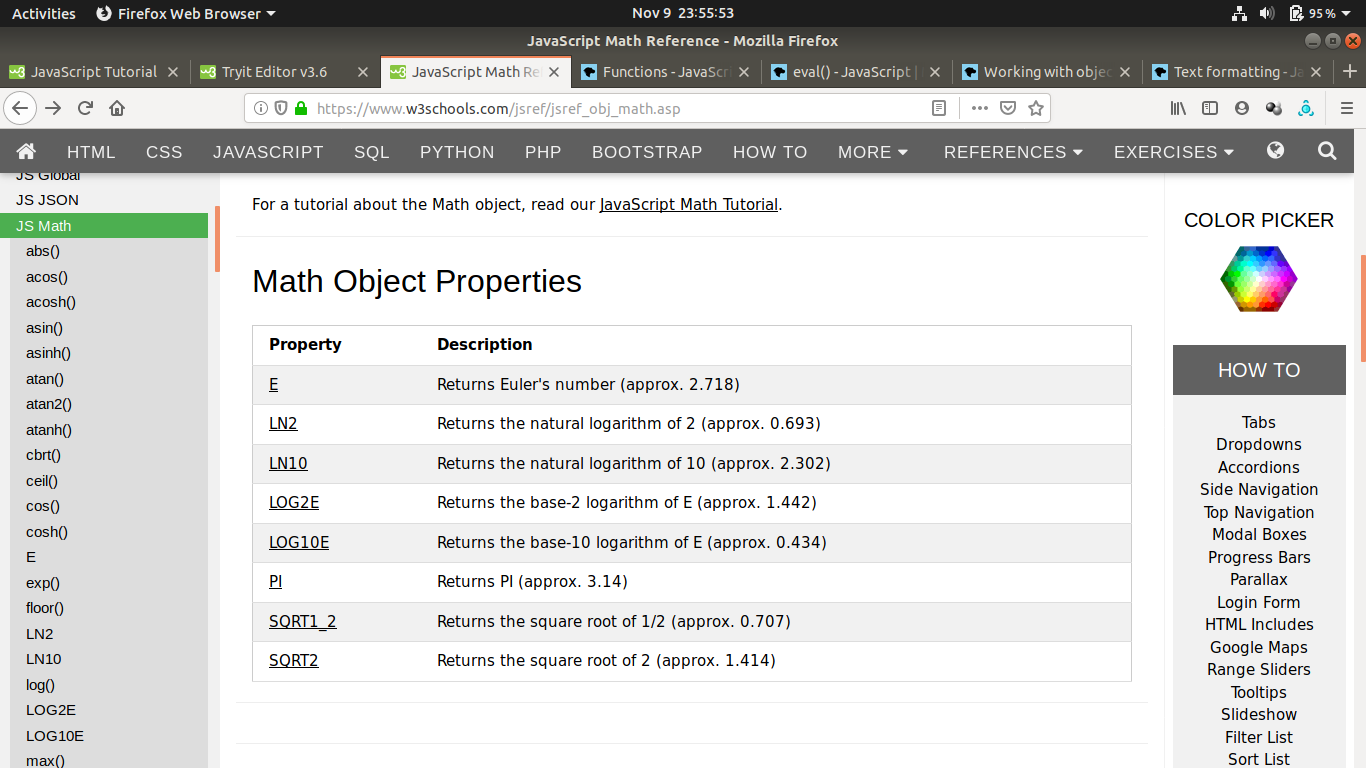 Activities Firefox Web Browser Nov 9 23:55:53 95%
JavaScript Math Reference - Mozilla Firefox
JavaScript Tutorial Tryit Editor v3.6 JavaScript Math Re Functions - JavaScri eval() - JavaScript | Working with objec Text formatting - Ja
https://www.w3schools.com/jsref/jsref_obj_math.asp
HTML CSS JAVASCRIPT SQL PYTHON PHP BOOTSTRAP HOW TO MORE REFERENCES EXERCISES
JS Global
JS JSON
JS Math
abs()
acos()
acosh()
asin()
asinh()
atan()
atan2()
atanh()
cbrt()
ceil()
cos()
cosh()
E
exp()
floor()
LN2
LN10
log()
LOG2E
LOG10E
max()
For a tutorial about the Math object, read our JavaScript Math Tutorial.
Math Object Properties
Property Description
E Returns Euler's number (approx. 2.718)
LN2 Returns the natural logarithm of 2 (approx. 0.693)
LN10 Returns the natural logarithm of 10 (approx. 2.302)
LOG2E Returns the base-2 logarithm of E (approx. 1.442)
LOG10E Returns the base-10 logarithm of E (approx. 0.434)
PI Returns PI (approx. 3.14)
SQRT1_2 Returns the square root of 1/2 (approx. 0.707)
SQRT2 Returns the square root of 2 (approx. 1.414)
COLOR PICKER
HOW TO
Tabs
Dropdowns
Accordions
Side Navigation
Top Navigation
Modal Boxes
Progress Bars
Parallax
Login Form
HTML Includes
Google Maps
Range Sliders
Tooltips
Slideshow
Filter List
Sort List